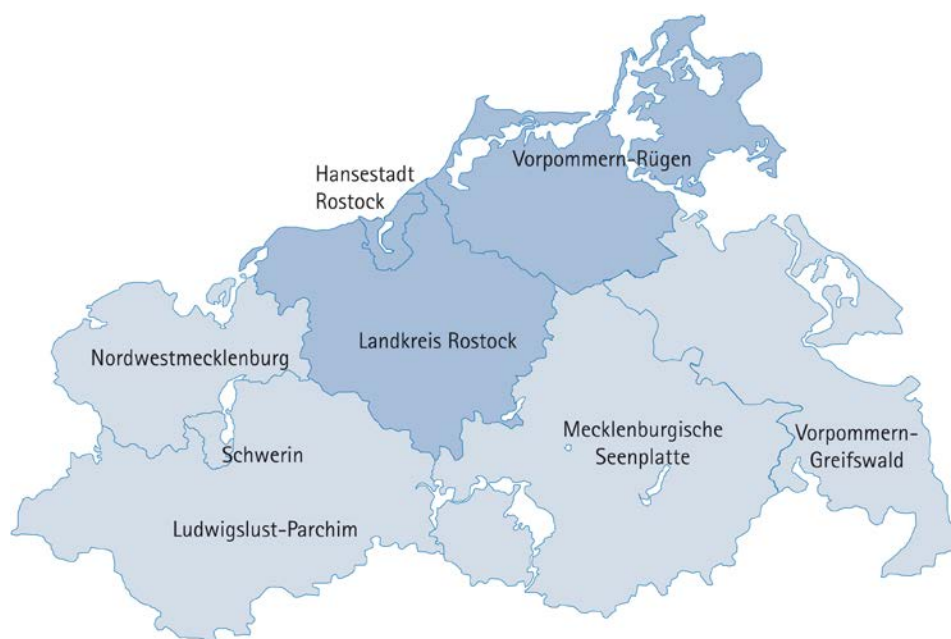 Vorpommern-Rügen
Hansestadt
Rostock
Landkreis Rostock
Nordwestmecklenburg
Mecklenburgische
Seenplatte
Vorpommern-
Greifswald
Schwerin
Ludwigslust-Parchim